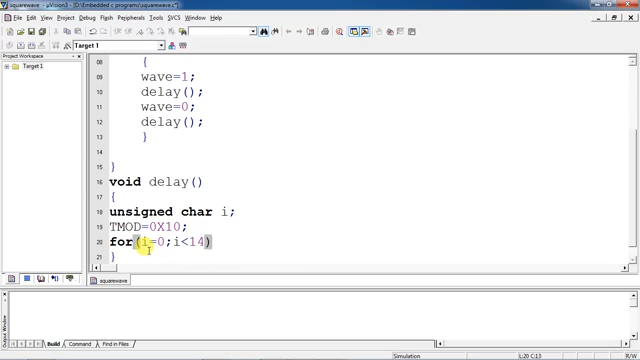 squarewave - µVision3 - [D:\Embedded c programs\squarewave.c*]
File Edit View Project Debug Flash Peripherals Tools SVCS Window Help
Target 1
Project Workspace
Target 1
08 {
09 wave=1;
10 delay();
11 wave=0;
12 delay();
13 }
14
15 }
16 void delay()
17 {
18 unsigned char i;
19 TMOD=0X10;
20 for(i=0;i<14)
21 }
squarewave
Output Window
Build Command Find in Files
Simulation L:20 C:13 R/W